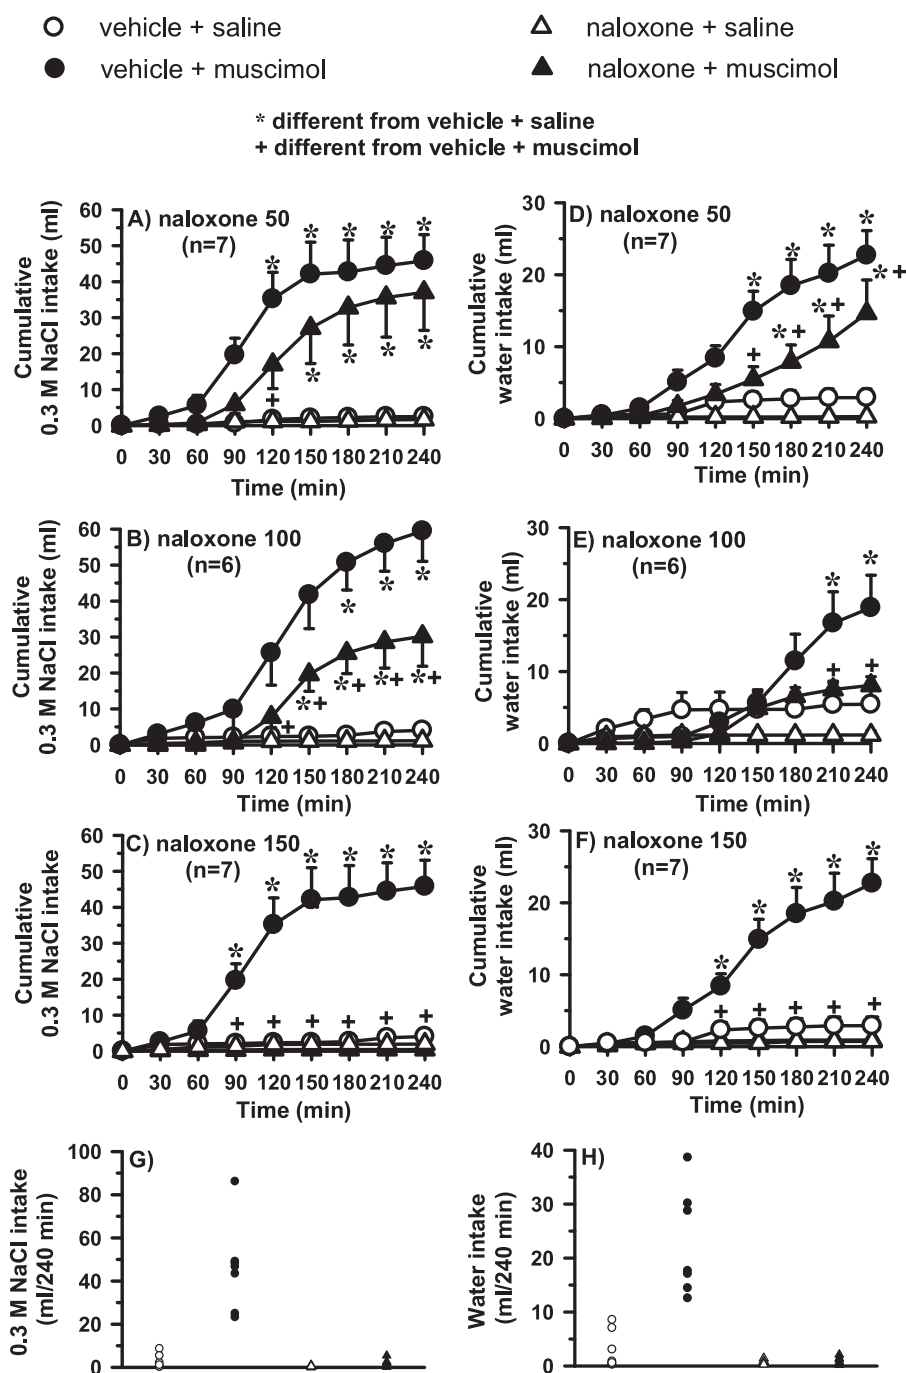 vehicle + saline
naloxone + saline
vehicle + muscimol
naloxone + muscimol
* different from vehicle + saline
+ different from vehicle + muscimol
A) naloxone 50
(n=7)
Cumulative
0.3 M NaCl intake (ml)
60
50
40
30
20
10
0
* * * * *
* * * *
+
0 30 60 90 120 150 180 210 240
Time (min)
D) naloxone 50
(n=7)
Cumulative
water intake (ml)
30
20
10
0
* * * *
+ *+ *+ *+
0 30 60 90 120 150 180 210 240
Time (min)
B) naloxone 100
(n=6)
Cumulative
0.3 M NaCl intake (ml)
60
50
40
30
20
10
0
* * *
+ *+ *+ *+ *+
0 30 60 90 120 150 180 210 240
Time (min)
E) naloxone 100
(n=6)
Cumulative
water intake (ml)
30
20
10
0
* *
+ +
0 30 60 90 120 150 180 210 240
Time (min)
C) naloxone 150
(n=7)
Cumulative
0.3 M NaCl intake
60
50
40
30
20
10
0
* * * * * *
+ + + + + +
0 30 60 90 120 150 180 210 240
Time (min)
F) naloxone 150
(n=7)
Cumulative
water intake (ml)
30
20
10
0
* * * * *
+ + + + +
0 30 60 90 120 150 180 210 240
Time (min)
G)
0.3 M NaCl intake
(ml/240 min)
100
80
60
40
20
0
H)
Water intake
(ml/240 min)
40
30
20
10
0